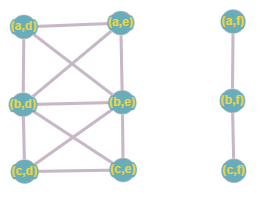 (a,d) (a,e) (a,f)
(b,d) (b,e) (b,f)
(c,d) (c,e) (c,f)